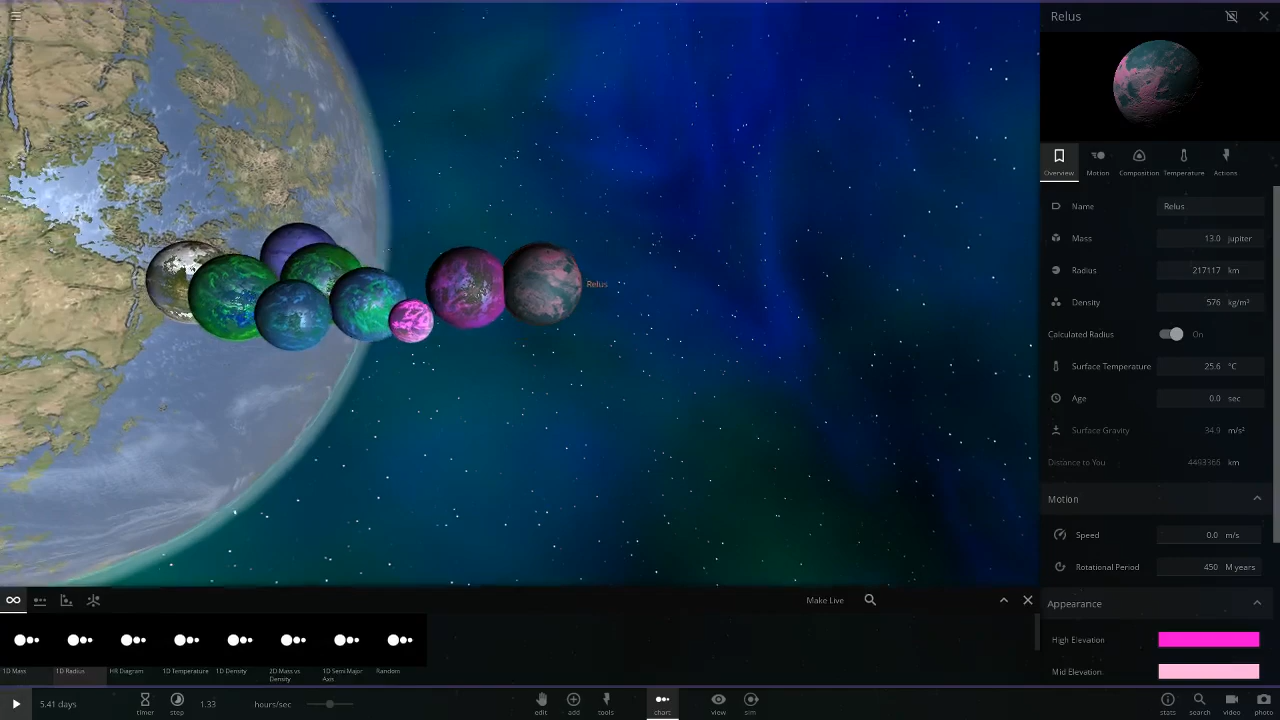 Relus
Overview Motion Composition Temperature Actions
Name Relus
Mass 13.0 jupiter
Radius 217117 km
Density 576 kg/m³
Calculated Radius On
Surface Temperature 25.6 °C
Age 0.0 sec
Surface Gravity 34.9 m/s²
Distance to You 4493366 km
Motion
Speed 0.0 m/s
Rotational Period 450 M years
Appearance
High Elevation
Mid Elevation
Relus
Make Live
1D Mass 1D Radius HR Diagram 1D Temperature 1D Density 2D Mass vs Density 1D Semi Major Axis Random
5.41 days timer step 1.33 hours/sec edit add tools chart view sim stats search video photo